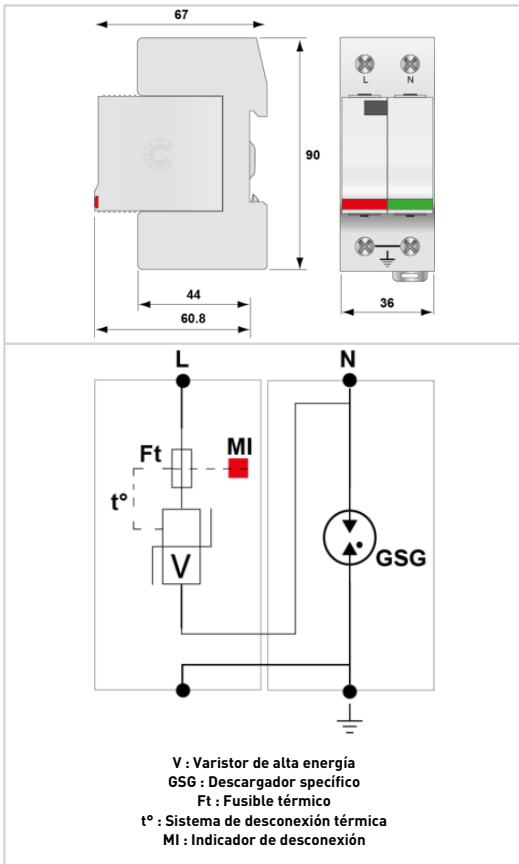 67
L N
90
44
60.8
36
L N
Ft MI
t°
V
GSG
V : Varistor de alta energía
GSG : Descargador specífico
Ft : Fusible térmico
t° : Sistema de desconexión térmica
MI : Indicador de desconexión